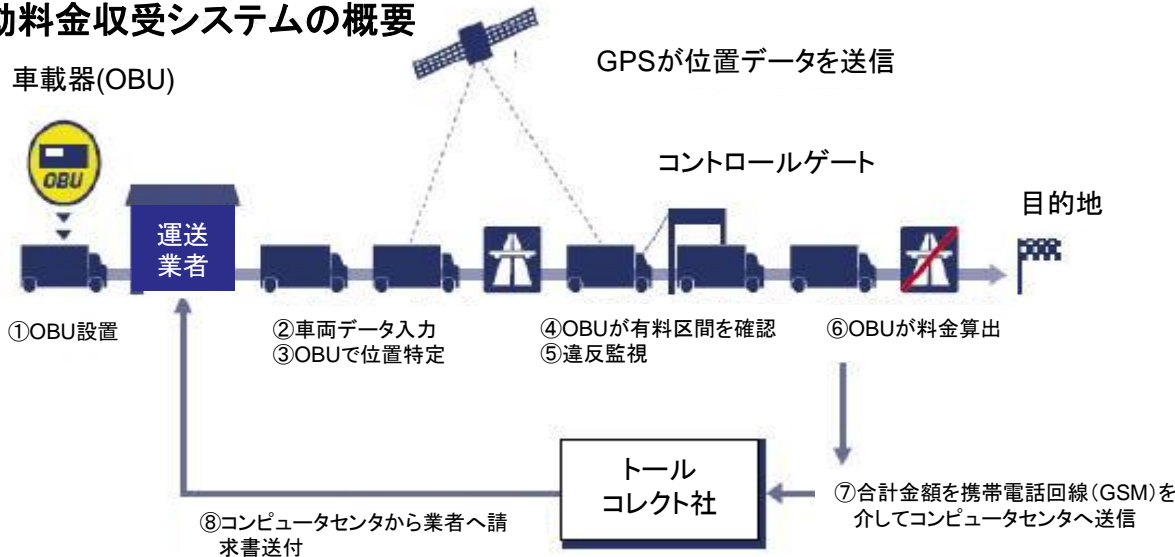 動料金収受システムの概要
車載器(OBU)
GPSが位置データを送信
OBU
コントロールゲート
目的地
運送
業者
①OBU設置
②車両データ入力
③OBUで位置特定
④OBUが有料区間を確認
⑤違反監視
⑥OBUが料金算出
トール
コレクト社
⑦合計金額を携帯電話回線（GSM）を
介してコンピュータセンタへ送信
⑧コンピュータセンタから業者へ請
求書送付